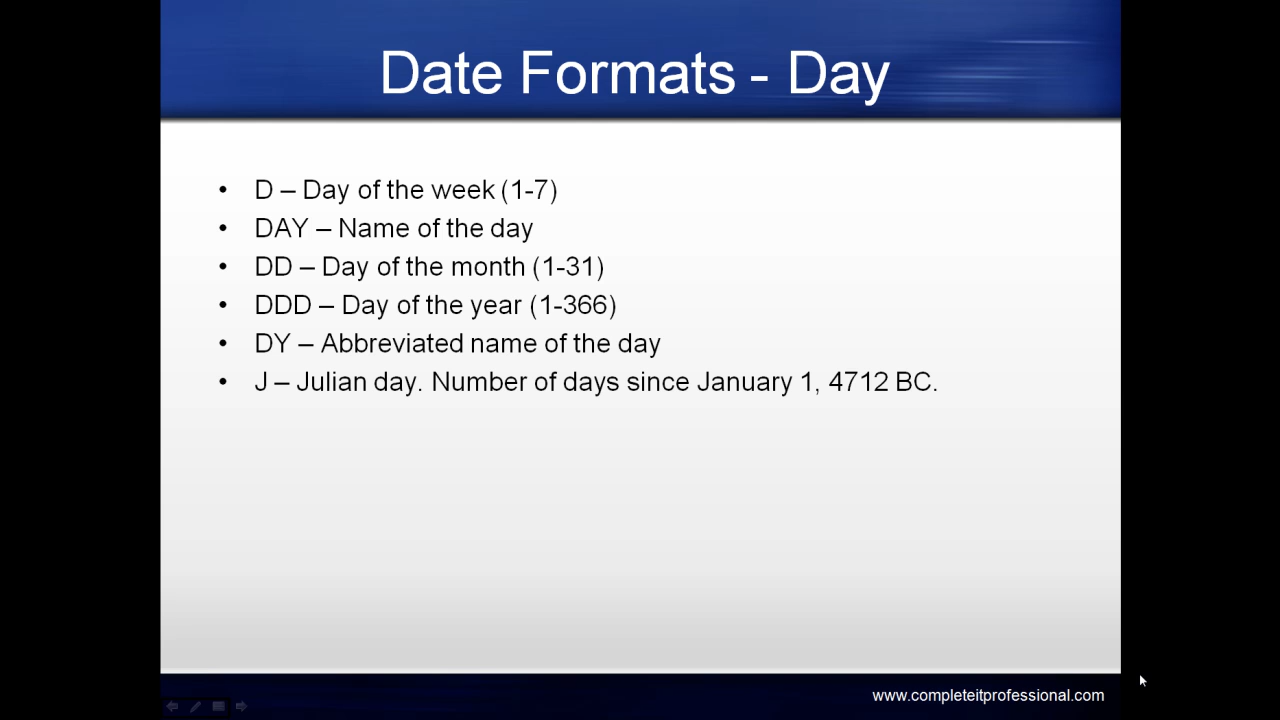 Date Formats - Day
• D – Day of the week (1-7)
• DAY – Name of the day
• DD – Day of the month (1-31)
• DDD – Day of the year (1-366)
• DY – Abbreviated name of the day
• J – Julian day. Number of days since January 1, 4712 BC.
www.completeitprofessional.com